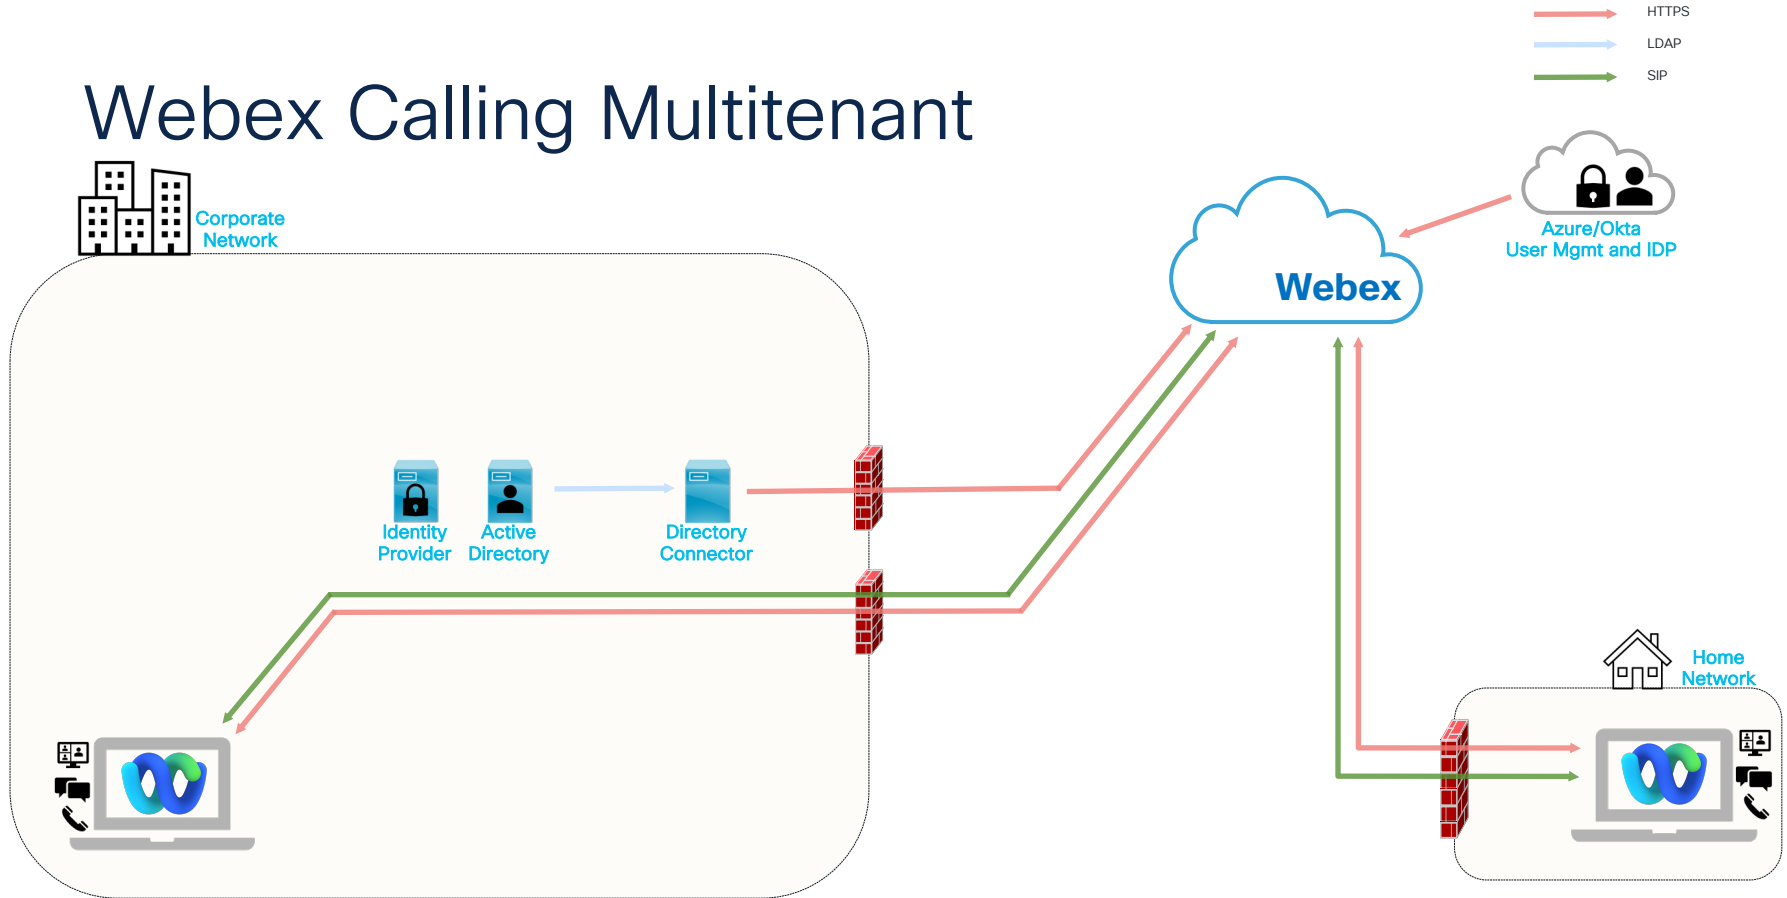 HTTPS
LDAP
SIP
Webex Calling Multitenant
Corporate
Network
Azure/Okta
User Mgmt and IDP
Webex
Identity
Provider
Active
Directory
Directory
Connector
Home
Network